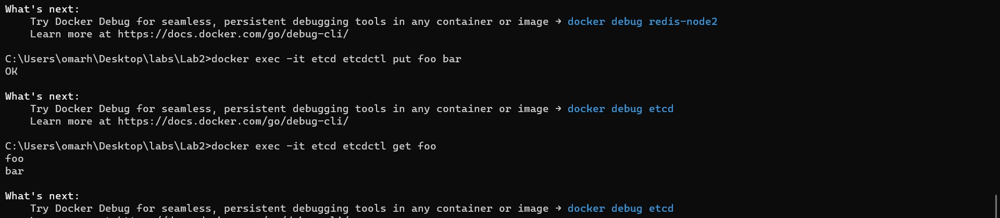 What's next:
    Try Docker Debug for seamless, persistent debugging tools in any container or image → docker debug redis-node2
    Learn more at https://docs.docker.com/go/debug-cli/

C:\Users\omarh\Desktop\labs\Lab2>docker exec -it etcd etcdctl put foo bar
OK

What's next:
    Try Docker Debug for seamless, persistent debugging tools in any container or image → docker debug etcd
    Learn more at https://docs.docker.com/go/debug-cli/

C:\Users\omarh\Desktop\labs\Lab2>docker exec -it etcd etcdctl get foo
foo
bar

What's next:
    Try Docker Debug for seamless, persistent debugging tools in any container or image → docker debug etcd